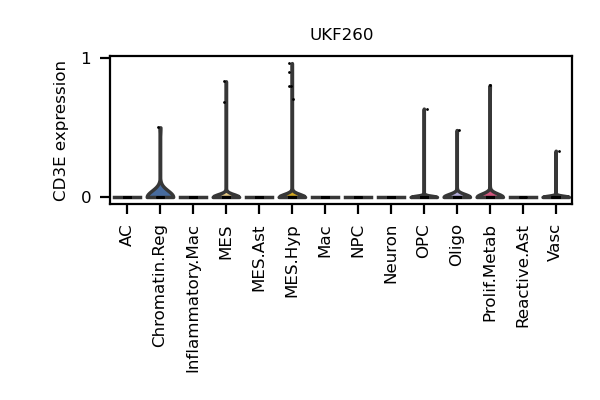 UKF260
CD3E expression
1
0
AC
Chromatin.Reg
Inflammatory.Mac
MES
MES.Ast
MES.Hyp
Mac
NPC
Neuron
OPC
Oligo
Prolif.Metab
Reactive.Ast
Vasc